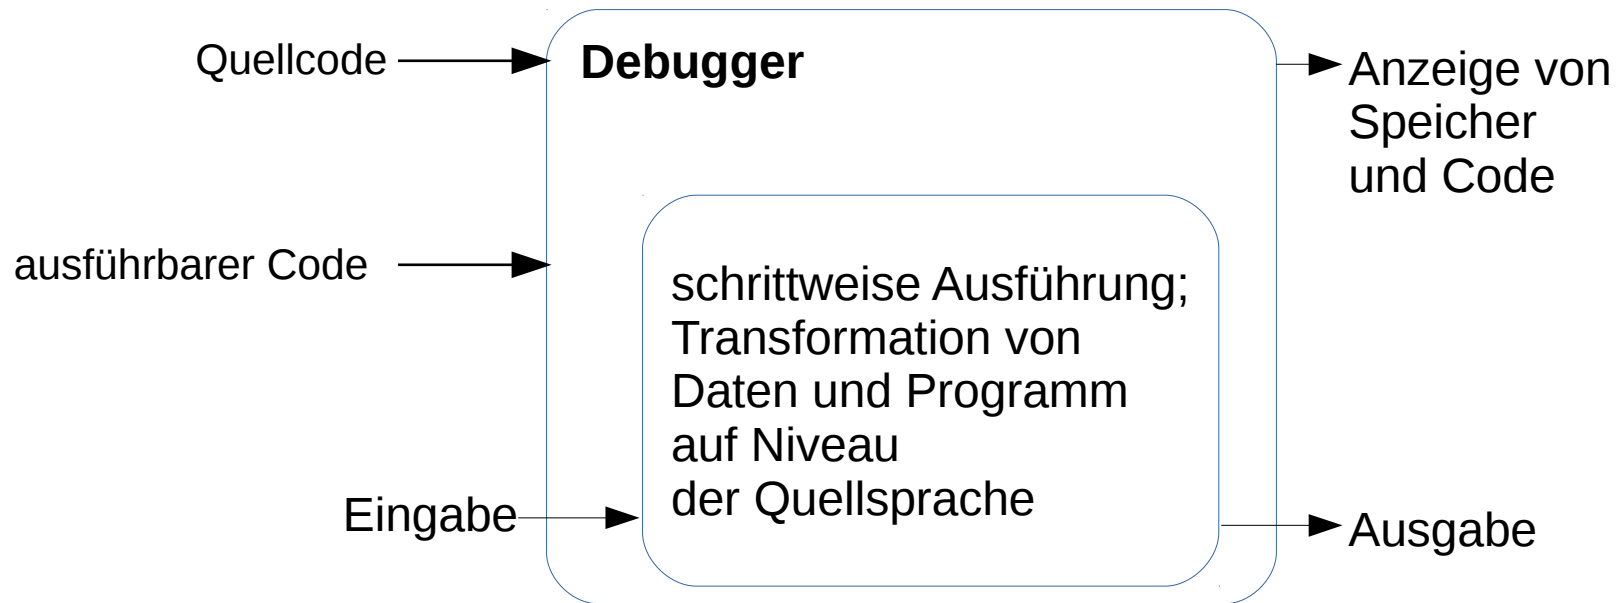 Quellcode
Debugger
Anzeige von
Speicher
und Code
ausführbarer Code
schrittweise Ausführung;
Transformation von
Daten und Programm
auf Niveau
der Quellsprache
Eingabe
Ausgabe